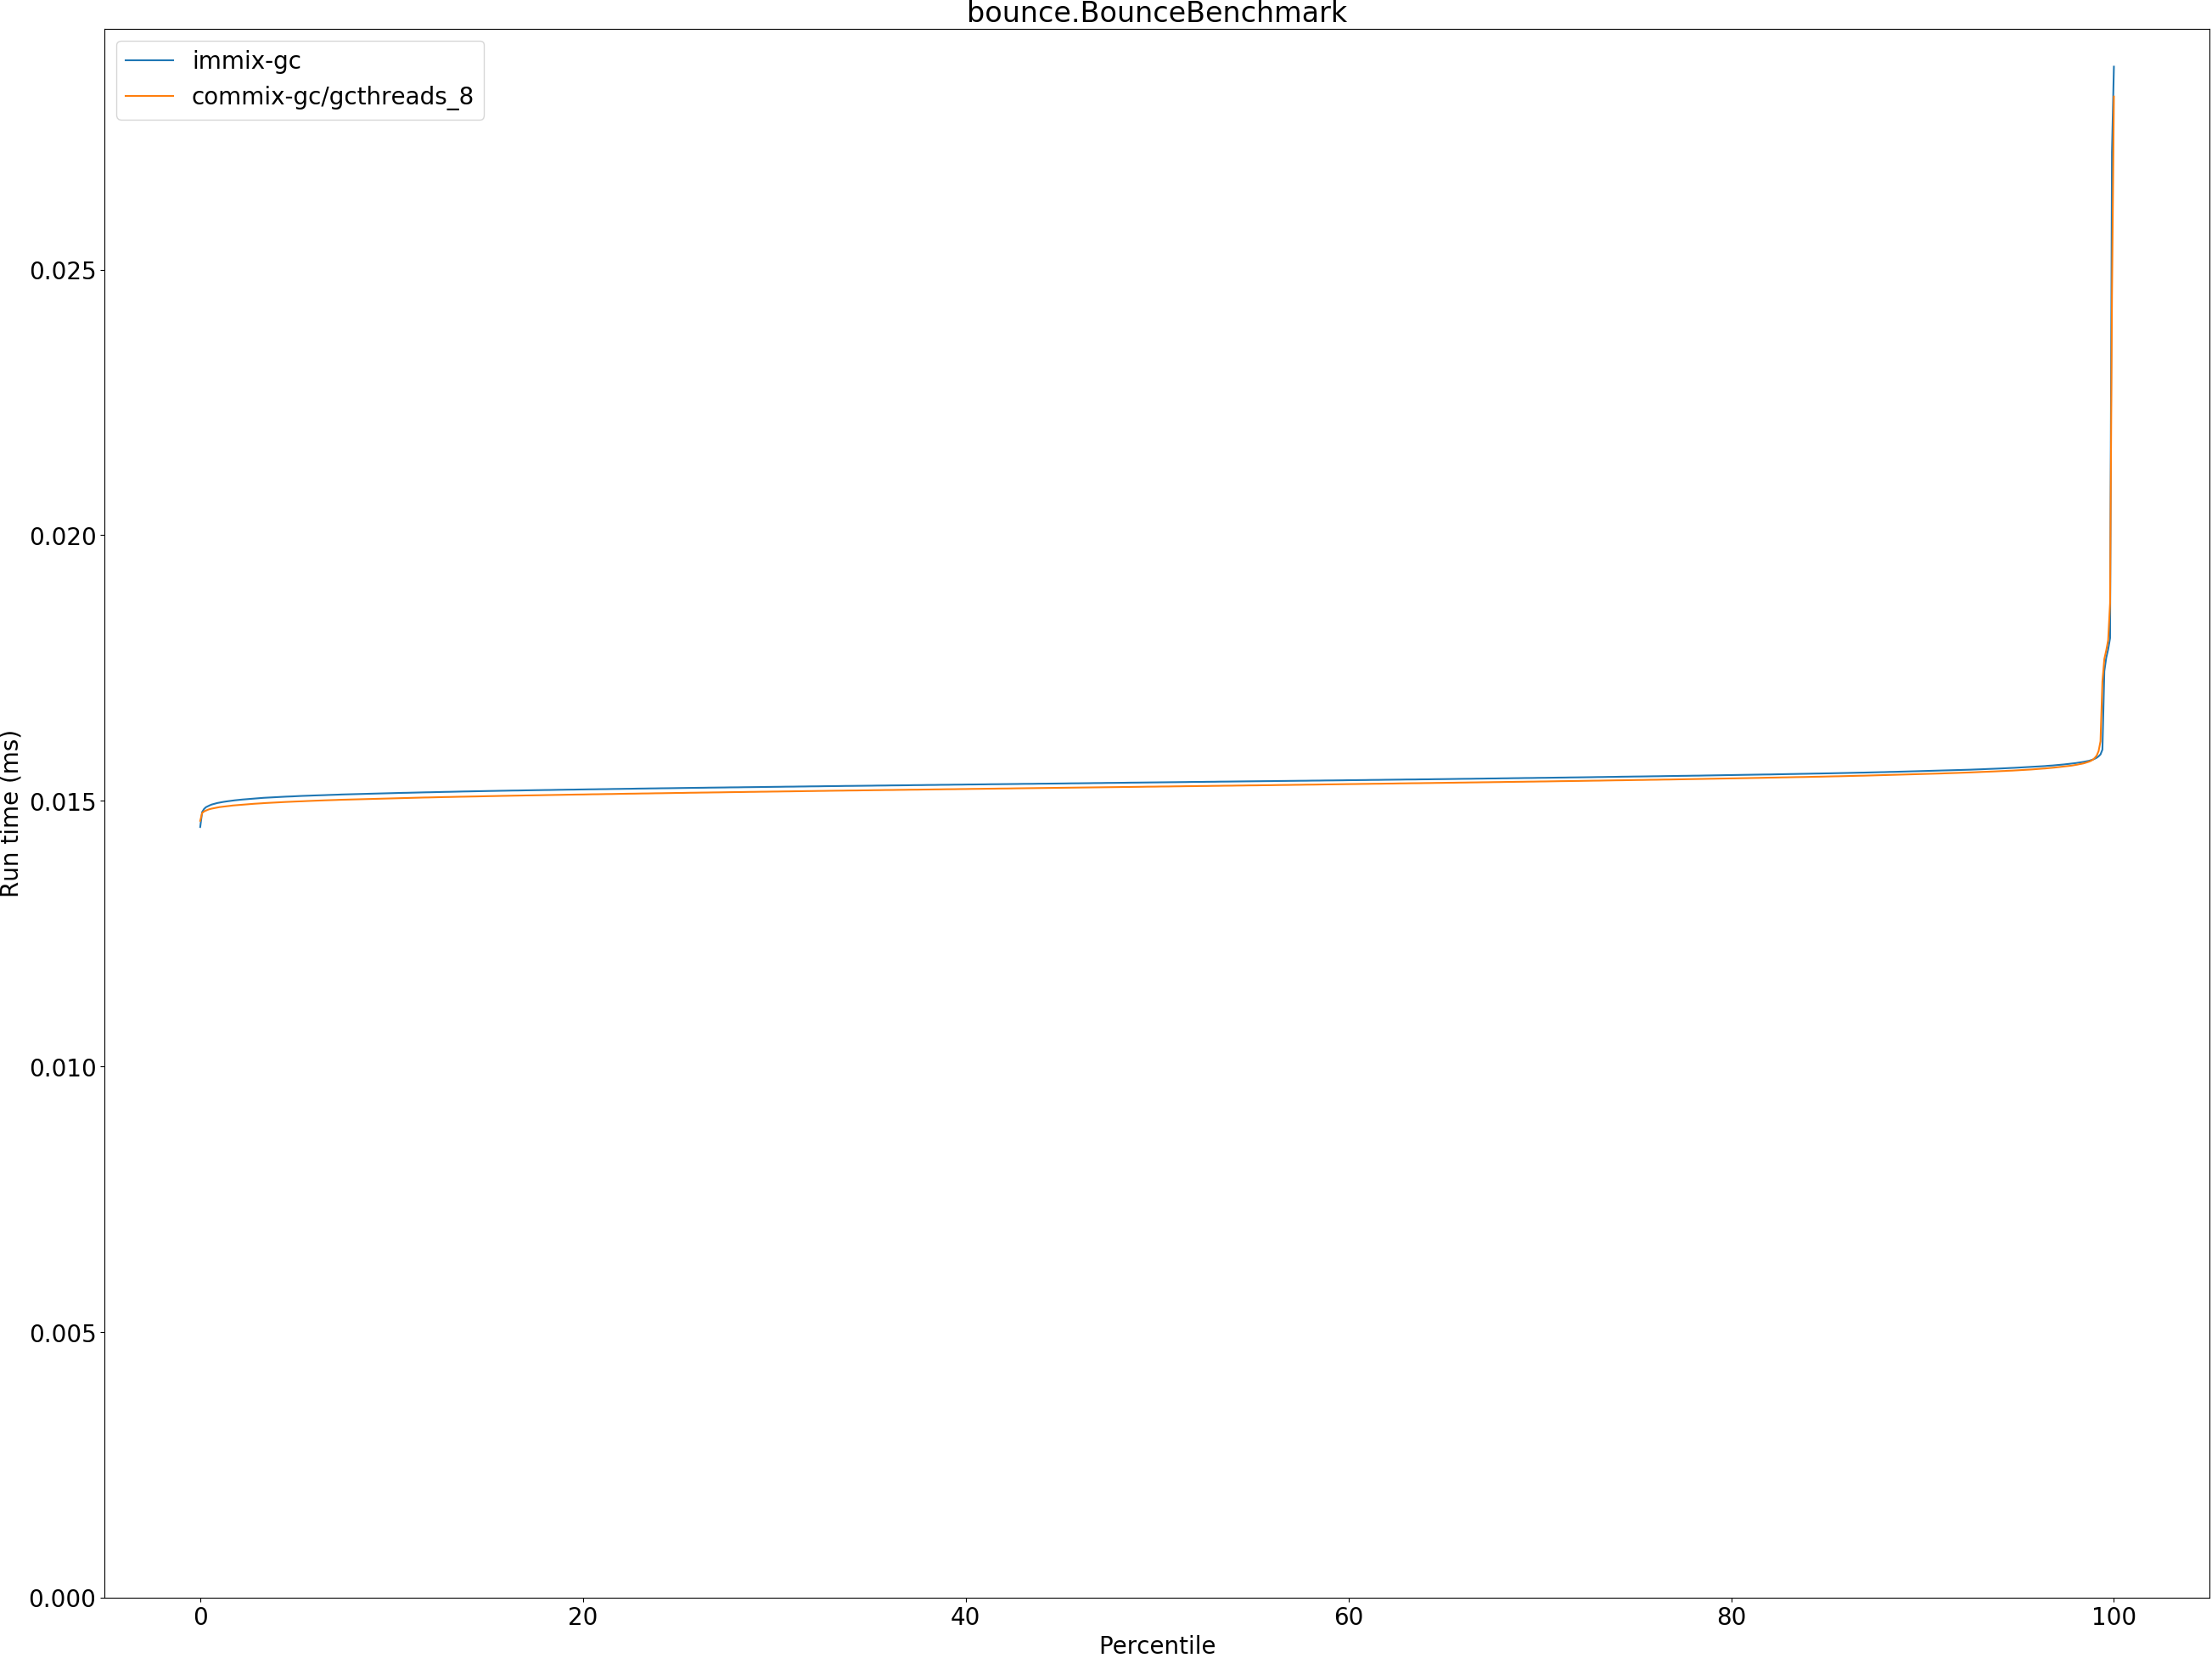 bounce.BounceBenchmark
immix-gc
commix-gc/gcthreads_8
0.025
0.020
0.015
0.010
0.005
0.000
Run time (ms)
0 20 40 60 80 100
Percentile